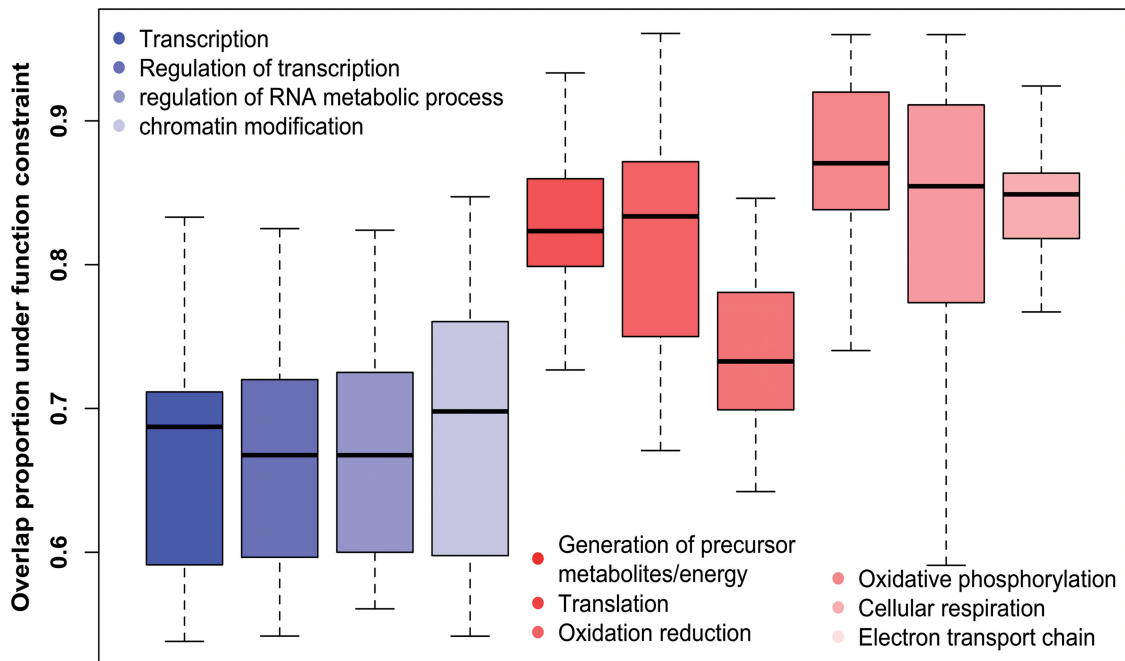 Overlap proportion under function constraint
0.9
0.8
0.7
0.6
Transcription
Regulation of transcription
regulation of RNA metabolic process
chromatin modification
Generation of precursor
metabolites/energy
Translation
Oxidation reduction
Oxidative phosphorylation
Cellular respiration
Electron transport chain